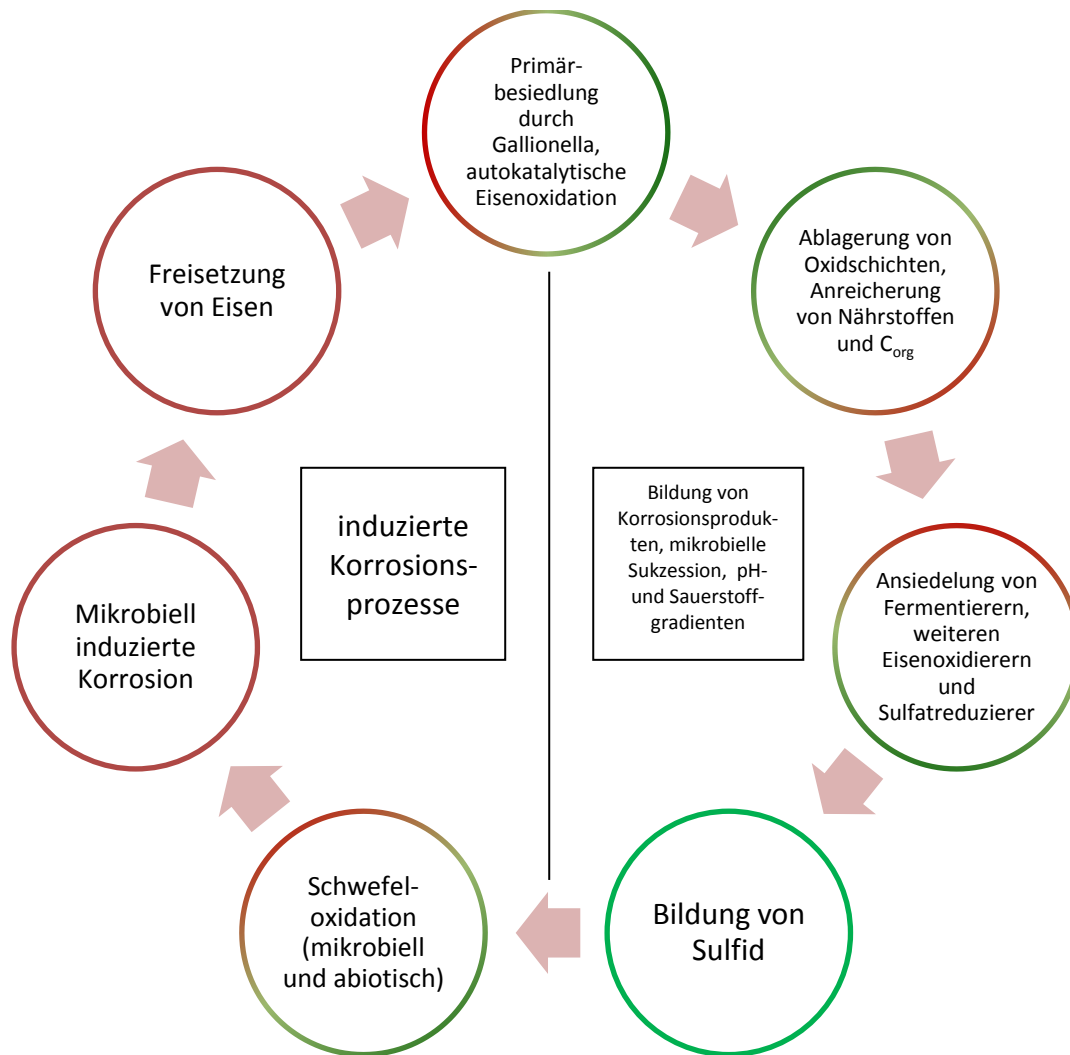 Primär-
besiedlung
durch
Gallionella,
autokatalytische
Eisenoxidation
Ablagerung von
Oxidschichten,
Anreicherung
von Nährstoffen
und Corg
Ansiedelung von
Fermentierern,
weiteren
Eisenoxidierern
und
Sulfatreduzierer
Bildung von
Sulfid
Schwefel-
oxidation
(mikrobiell
und abiotisch)
Mikrobiell
induzierte
Korrosion
Freisetzung
von Eisen
induzierte
Korrosions-
prozesse
Bildung von
Korrosionsproduk-
ten, mikrobielle
Sukzession, pH-
und Sauerstoff-
gradienten